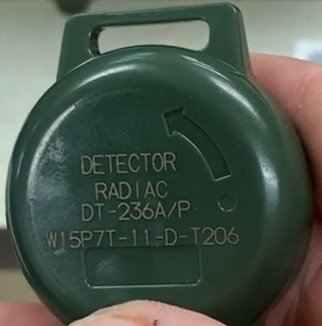 DETECTOR
RADIAC
DT-236A/P
W15P7T-11-D-T206